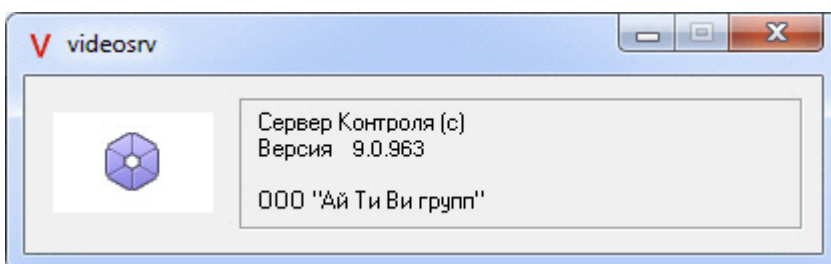 V videosrv
Сервер Контроля (с)
Версия 9.0.963
ООО "Ай Ти Ви групп"